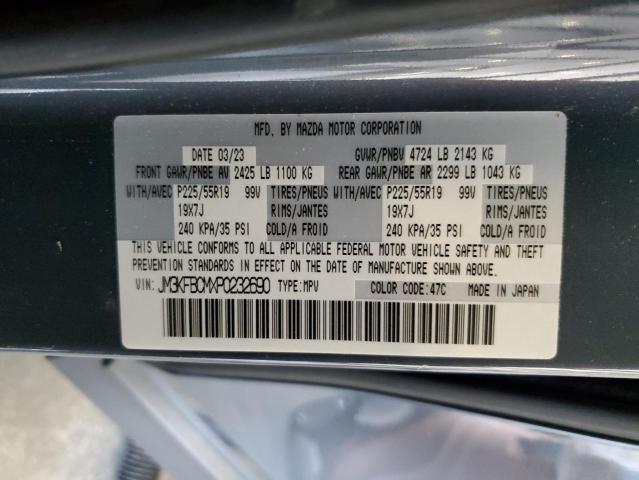 MFD. BY MAZDA MOTOR CORPORATION
DATE 03/23 GVWR/PNBV 4724 LB 2143 KG
FRONT GAWR/PNBE AV 2425 LB 1100 KG REAR GAWR/PNBE AR 2299 LB 1043 KG
WITH/AVEC P225/55R19 99V TIRES/PNEUS WITH/AVEC P225/55R19 99V TIRES/PNEUS
19X7J RIMS/JANTES 19X7J RIMS/JANTES
240 KPA/35 PSI COLD/A FROID 240 KPA/35 PSI COLD/A FROID
THIS VEHICLE CONFORMS TO ALL APPLICABLE FEDERAL MOTOR VEHICLE SAFETY AND THEFT
PREVENTION STANDARDS IN EFFECT ON THE DATE OF MANUFACTURE SHOWN ABOVE.
VIN: JM3KFBCMXP0232690 TYPE:MPV COLOR CODE:47C MADE IN JAPAN